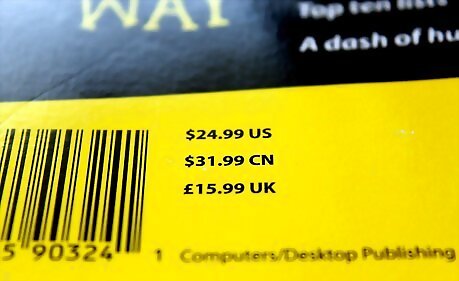 WAY
Top ten lists
A dash of hu
$24.99 US
$31.99 CN
£15.99 UK
5 90324 1 Computers/Desktop Publishing